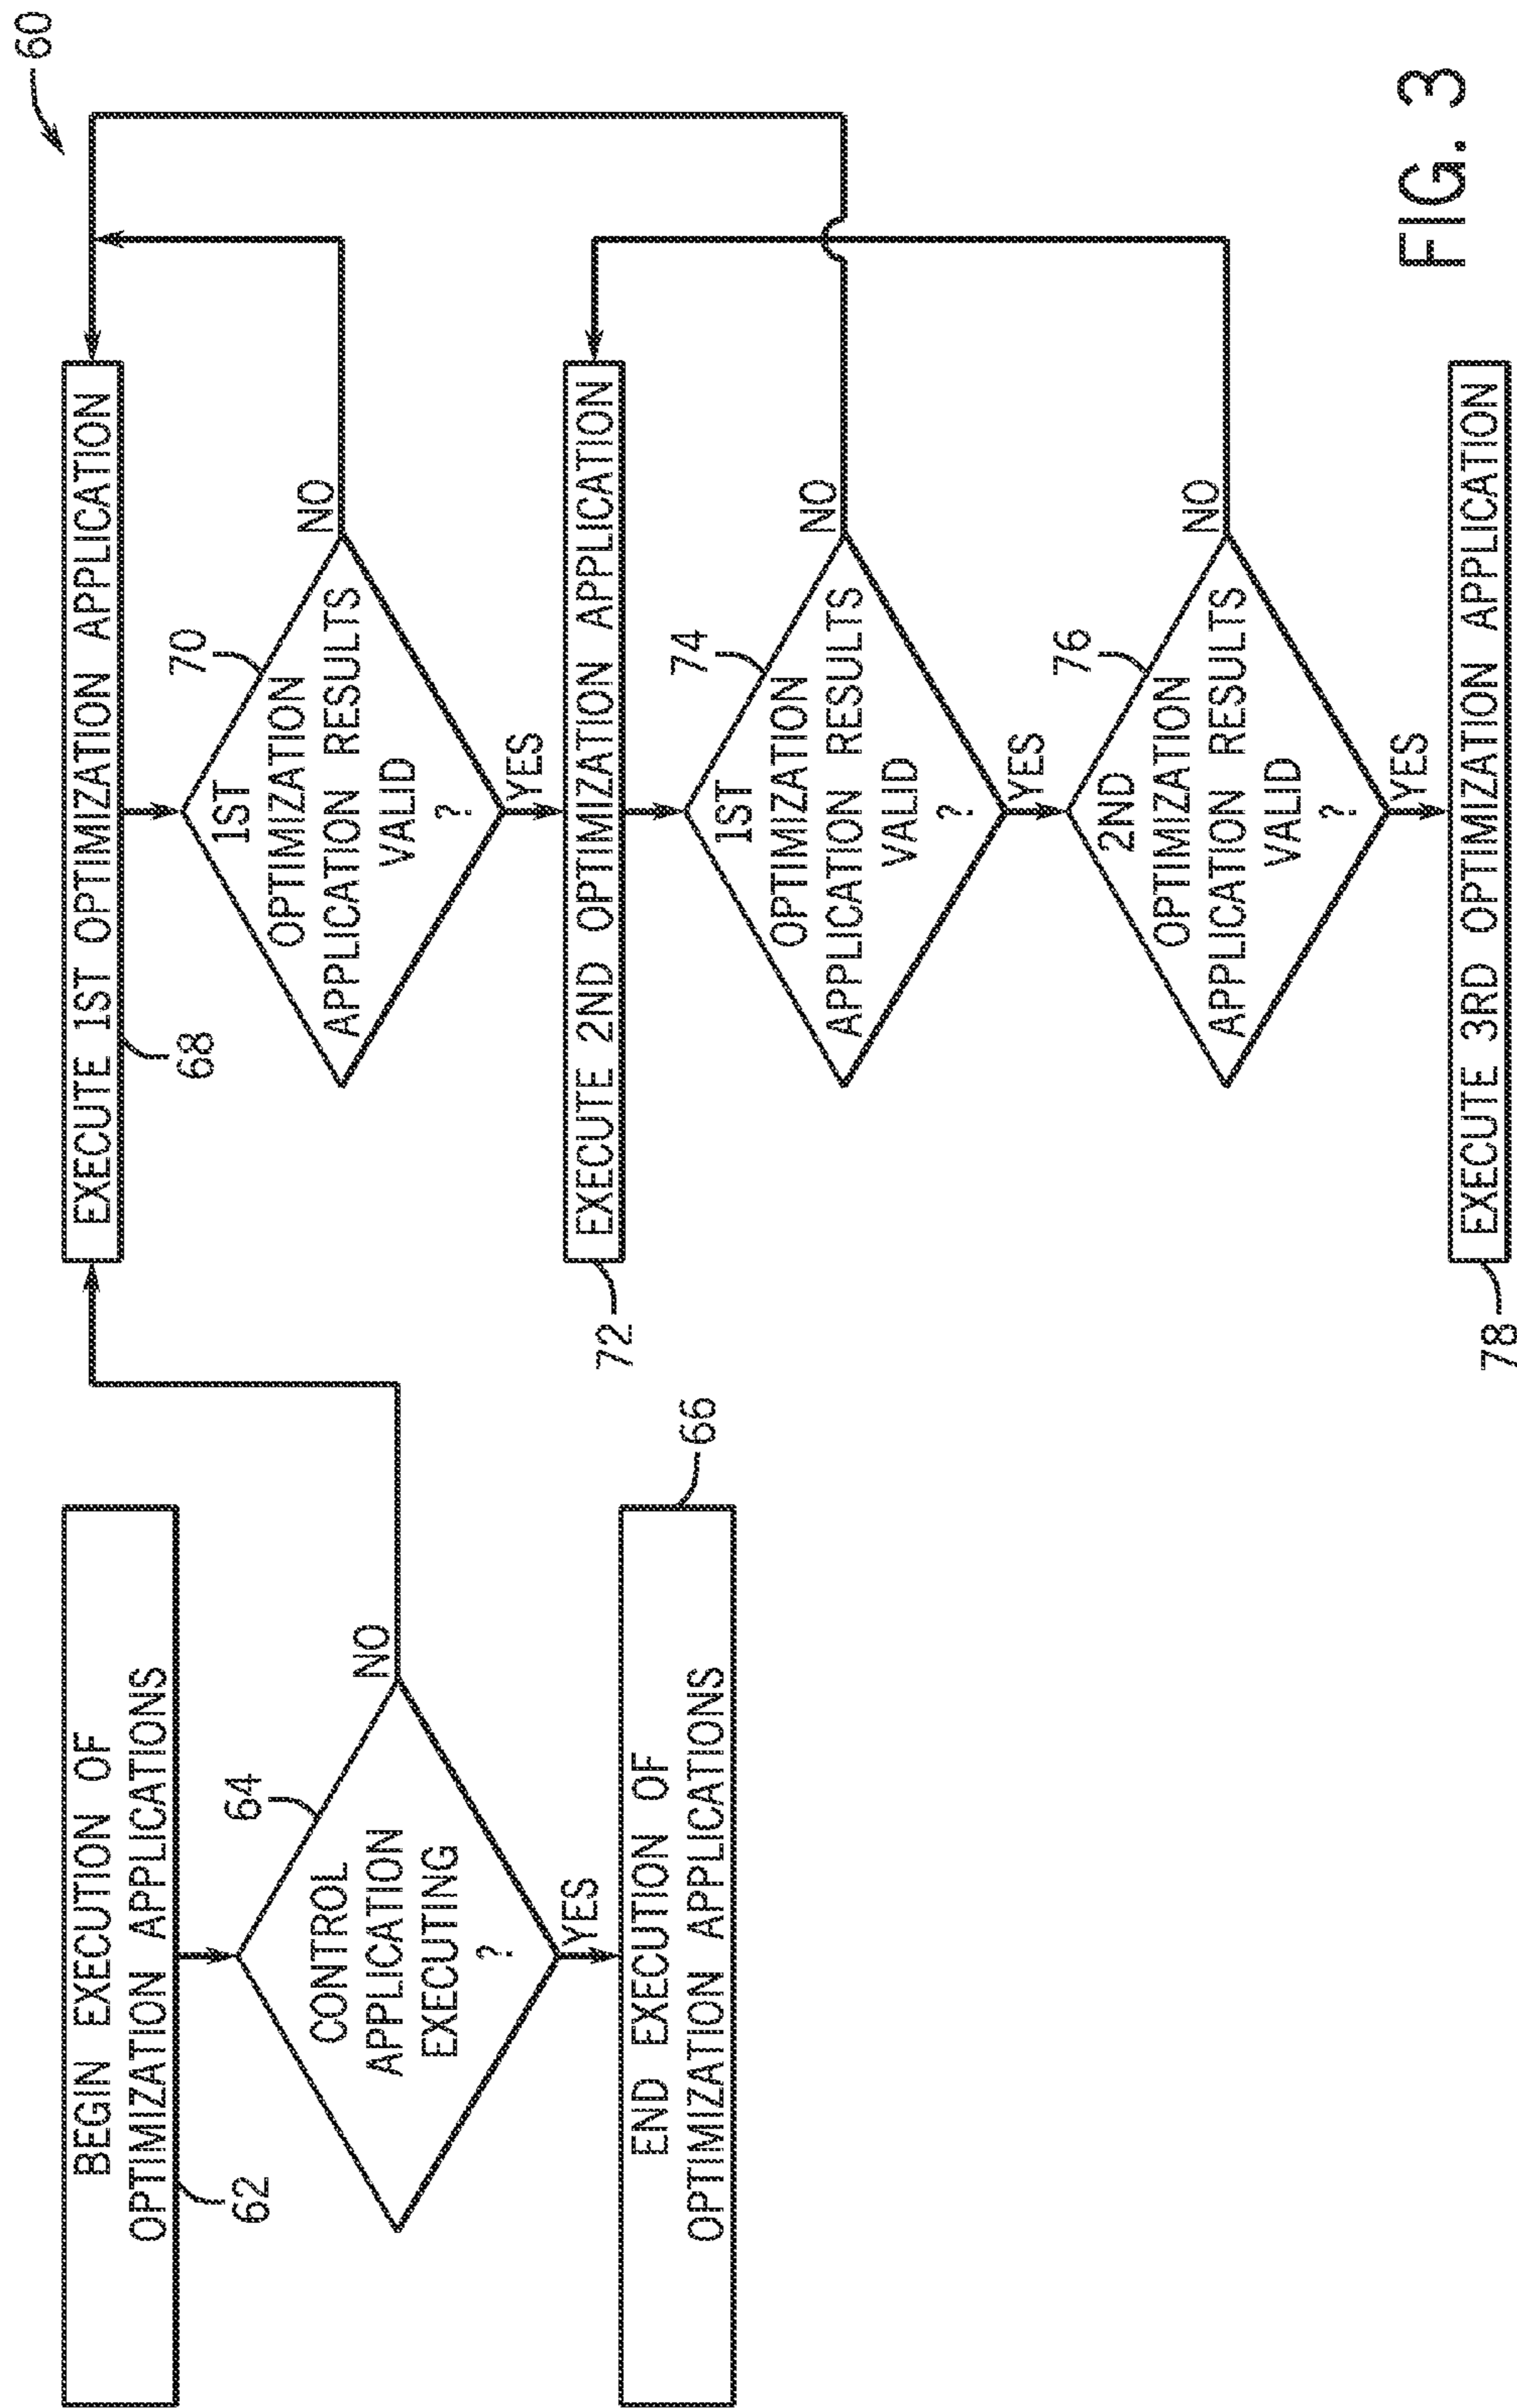 60
BEGIN EXECUTION OF
OPTIMIZATION APPLICATIONS
62
64
CONTROL
APPLICATION
EXECUTING
?
NO
YES
END EXECUTION OF
OPTIMIZATION APPLICATIONS
66
EXECUTE 1ST OPTIMIZATION APPLICATION
68
70
1ST
OPTIMIZATION
APPLICATION RESULTS
VALID
?
NO
YES
EXECUTE 2ND OPTIMIZATION APPLICATION
72
74
1ST
OPTIMIZATION
APPLICATION RESULTS
VALID
?
NO
YES
76
2ND
OPTIMIZATION
APPLICATION RESULTS
VALID
?
NO
YES
EXECUTE 3RD OPTIMIZATION APPLICATION
78
FIG. 3